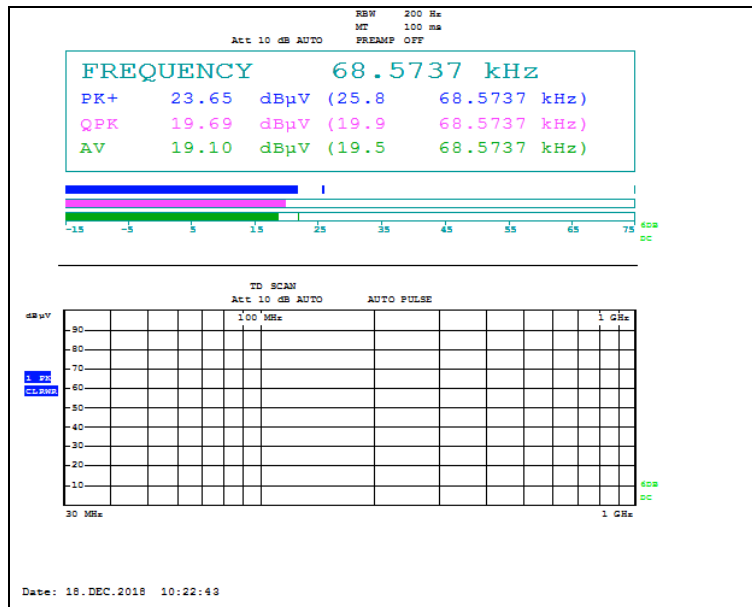 RBW 200 Hz
MT 100 ms
Att 10 dB AUTO PREAMP OFF
FREQUENCY 68.5737 kHz
PK+ 23.65 dBµV (25.8 68.5737 kHz)
QPK 19.69 dBµV (19.9 68.5737 kHz)
AV 19.10 dBµV (19.5 68.5737 kHz)
-15 -5 5 15 25 35 45 55 65 75
6DB
DC
TD SCAN
Att 10 dB AUTO AUTO PULSE
dBµV
100 MHz 1 GHz
90
80
70
1 PK
60
CLRWR
50
40
30
20
10
6DB
DC
30 MHz 1 GHz
Date: 18.DEC.2018 10:22:43